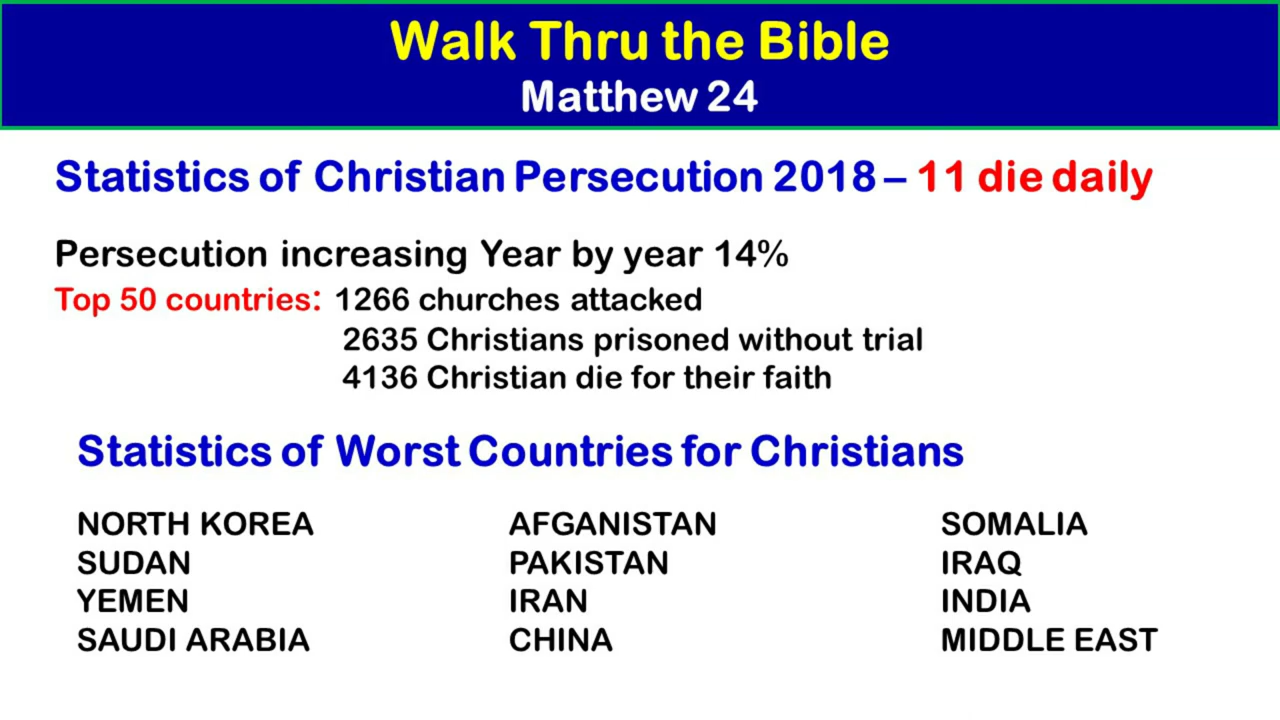 Walk Thru the Bible
Matthew 24
Statistics of Christian Persecution 2018 – 11 die daily
Persecution increasing Year by year 14%
Top 50 countries: 1266 churches attacked
2635 Christians prisoned without trial
4136 Christian die for their faith
Statistics of Worst Countries for Christians
NORTH KOREA AFGANISTAN SOMALIA
SUDAN PAKISTAN IRAQ
YEMEN IRAN INDIA
SAUDI ARABIA CHINA MIDDLE EAST